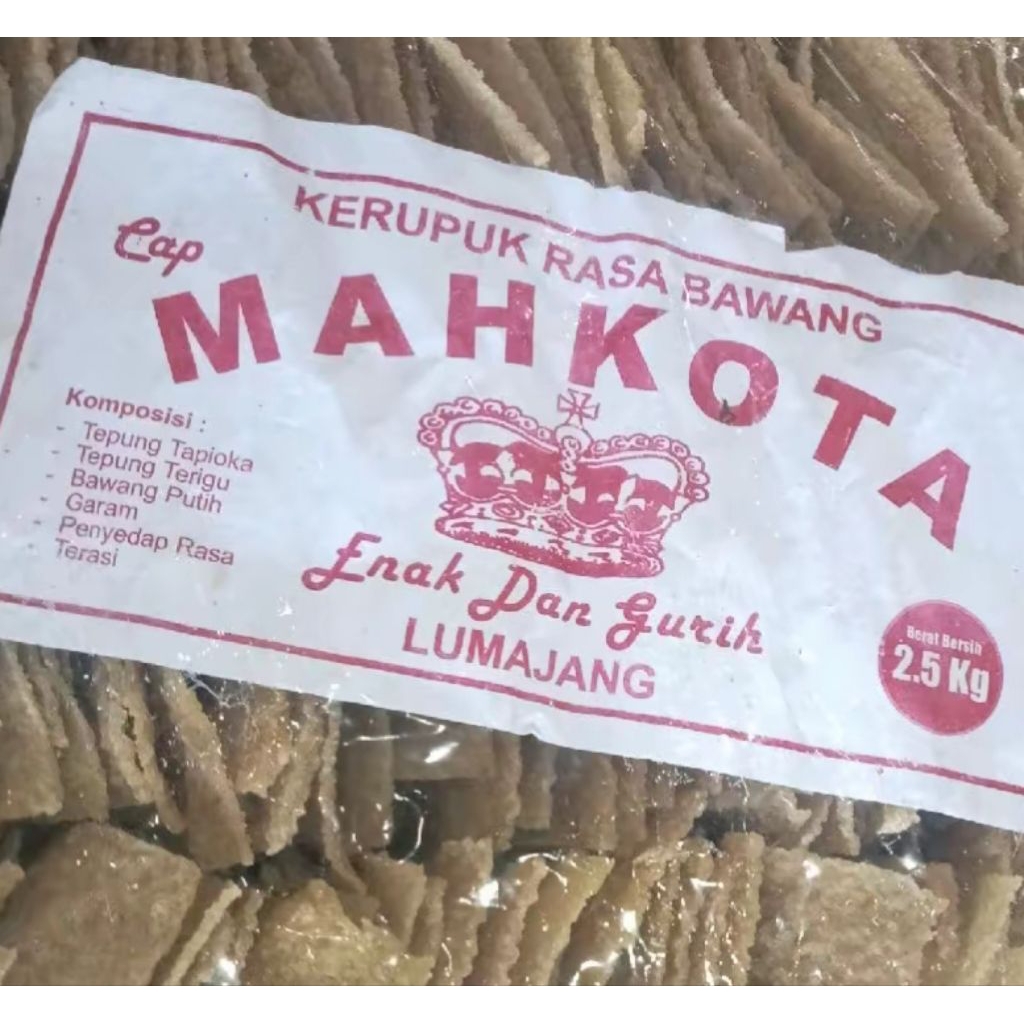 KERUPUK RASA BAWANG
Cap
MAHKOTA
Komposisi :
- Tepung Tapioka
- Tepung Terigu
- Bawang Putih
- Garam
- Penyedap Rasa
- Terasi
Enak Dan Gurih
LUMAJANG
Berat Bersih
2.5 Kg